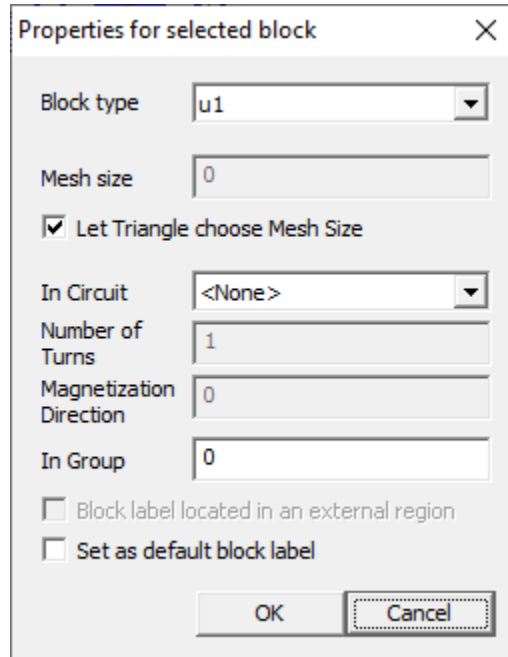 Properties for selected block
Block type
u1
Mesh size
0
Let Triangle choose Mesh Size
In Circuit
<None>
Number of
Turns
1
Magnetization
Direction
0
In Group
0
Block label located in an external region
Set as default block label
OK
Cancel